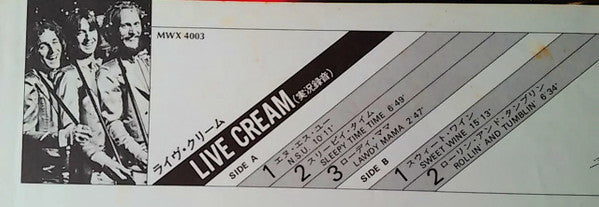 MWX 4003
ライヴ・クリーム
LIVE CREAM(実況録音)
SIDE A
1 エヌ・エス・ユー
N.S.U. 10'11"
2 スリーピィ・タイム
SLEEPY TIME TIME 6'49"
3 ローディ・ママ
LAWDY MAMA 2'47"
SIDE B
1 スウィート・ワイン
SWEET WINE 15'13"
2 ローリン・アンド・タンブリン
ROLLIN' AND TUMBLIN' 6'34"